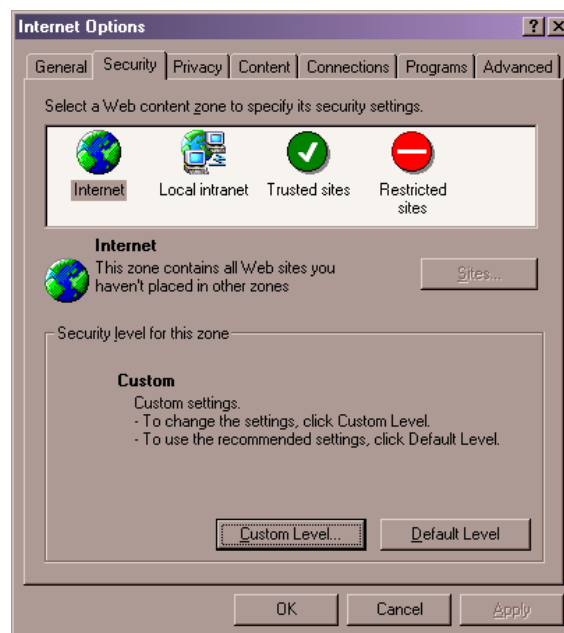 Internet Options
General Security Privacy Content Connections Programs Advanced
Select a Web content zone to specify its security settings.
Internet Local intranet Trusted sites Restricted sites
Internet
This zone contains all Web sites you
haven't placed in other zones
Sites...
Security level for this zone
Custom
Custom settings.
- To change the settings, click Custom Level.
- To use the recommended settings, click Default Level.
Custom Level... Default Level
OK Cancel Apply